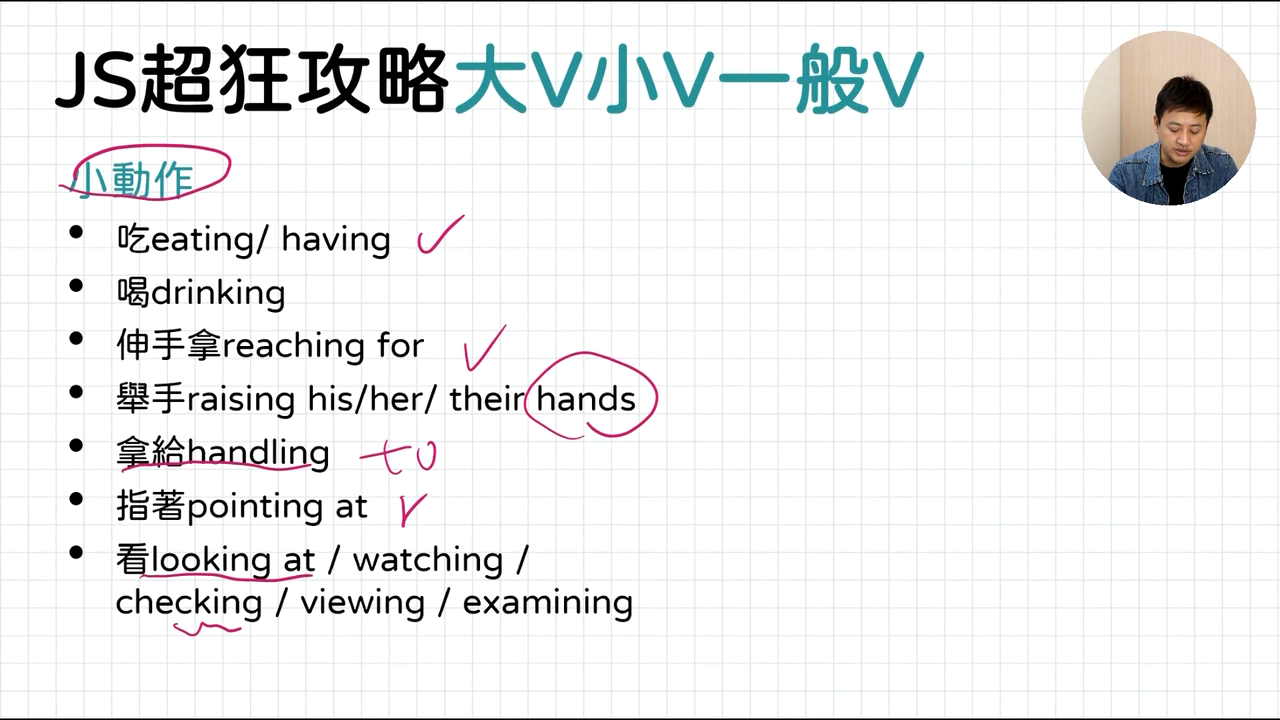 JS超狂攻略大V小V一般V
小動作
• 吃eating/ having
• 喝drinking
• 伸手拿reaching for
• 舉手raising his/her/ their hands
• 拿給handling to
• 指著pointing at
• 看looking at / watching /
checking / viewing / examining